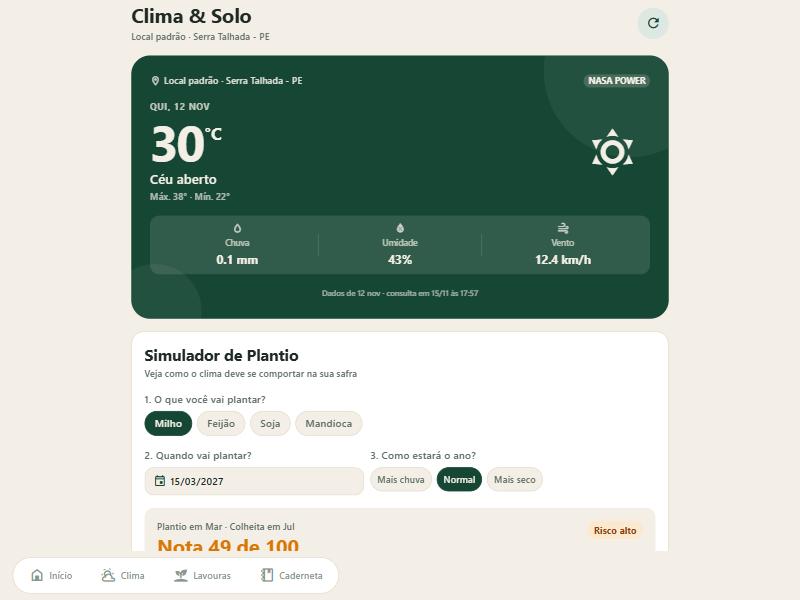 Clima & Solo
Local padrão · Serra Talhada - PE
Local padrão · Serra Talhada - PE
NASA POWER
QUI, 12 NOV
30°C
Céu aberto
Máx. 38° · Mín. 22°
Chuva
0.1 mm
Umidade
43%
Vento
12.4 km/h
Dados de 12 nov · consulta em 15/11 às 17:57
Simulador de Plantio
Veja como o clima deve se comportar na sua safra
1. O que você vai plantar?
Milho
Feijão
Soja
Mandioca
2. Quando vai plantar?
15/03/2027
3. Como estará o ano?
Mais chuva
Normal
Mais seco
Plantio em Mar · Colheita em Jul
Risco alto
Nota 49 de 100
Início
Clima
Lavouras
Caderneta